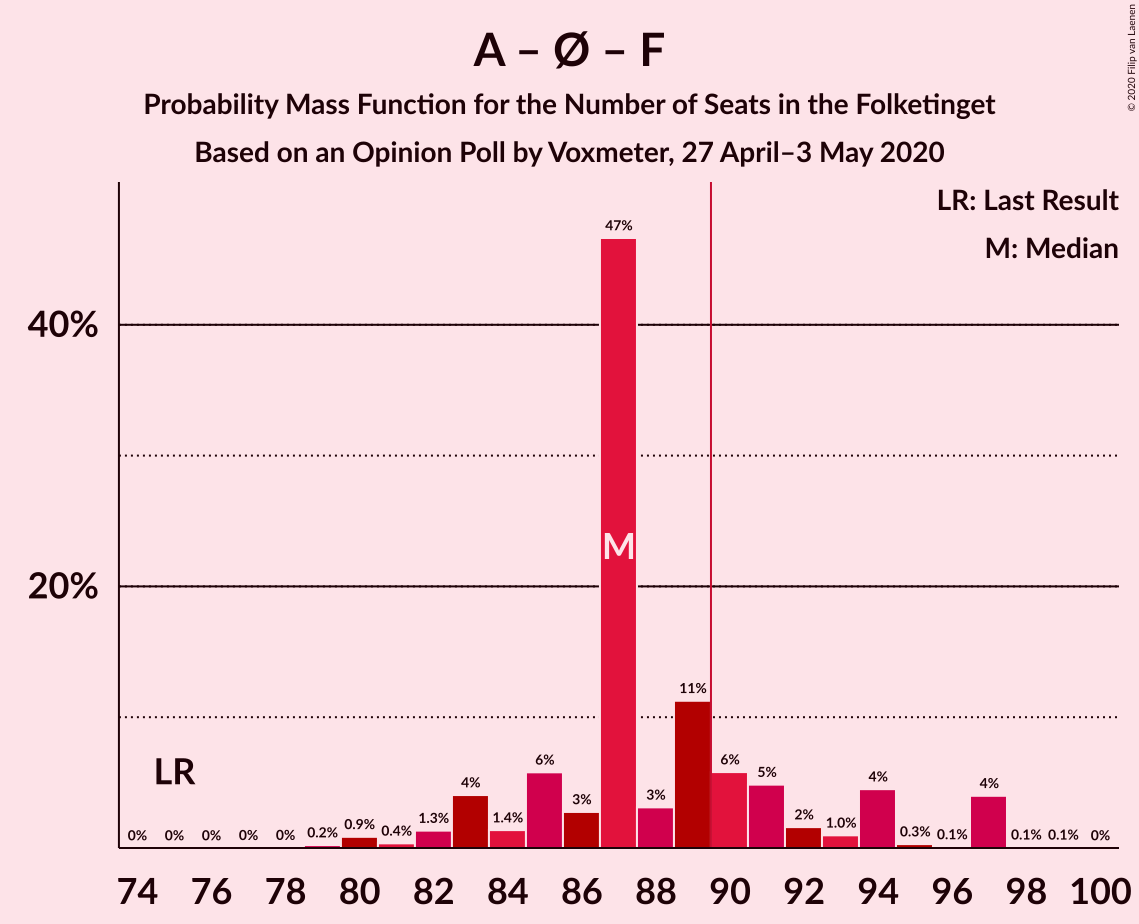 A – Ø – F
Probability Mass Function for the Number of Seats in the Folketinget
Based on an Opinion Poll by Voxmeter, 27 April–3 May 2020
© 2020 Filip van Laenen
LR: Last Result
M: Median
47%
40%
M
20%
11%
LR
0% 0% 0% 0% 0% 0.2% 0.9% 0.4% 1.3% 4% 1.4% 6% 3% 3% 6% 5% 2% 1.0% 4% 0.3% 0.1% 4% 0.1% 0.1% 0%
74 76 78 80 82 84 86 88 90 92 94 96 98 100